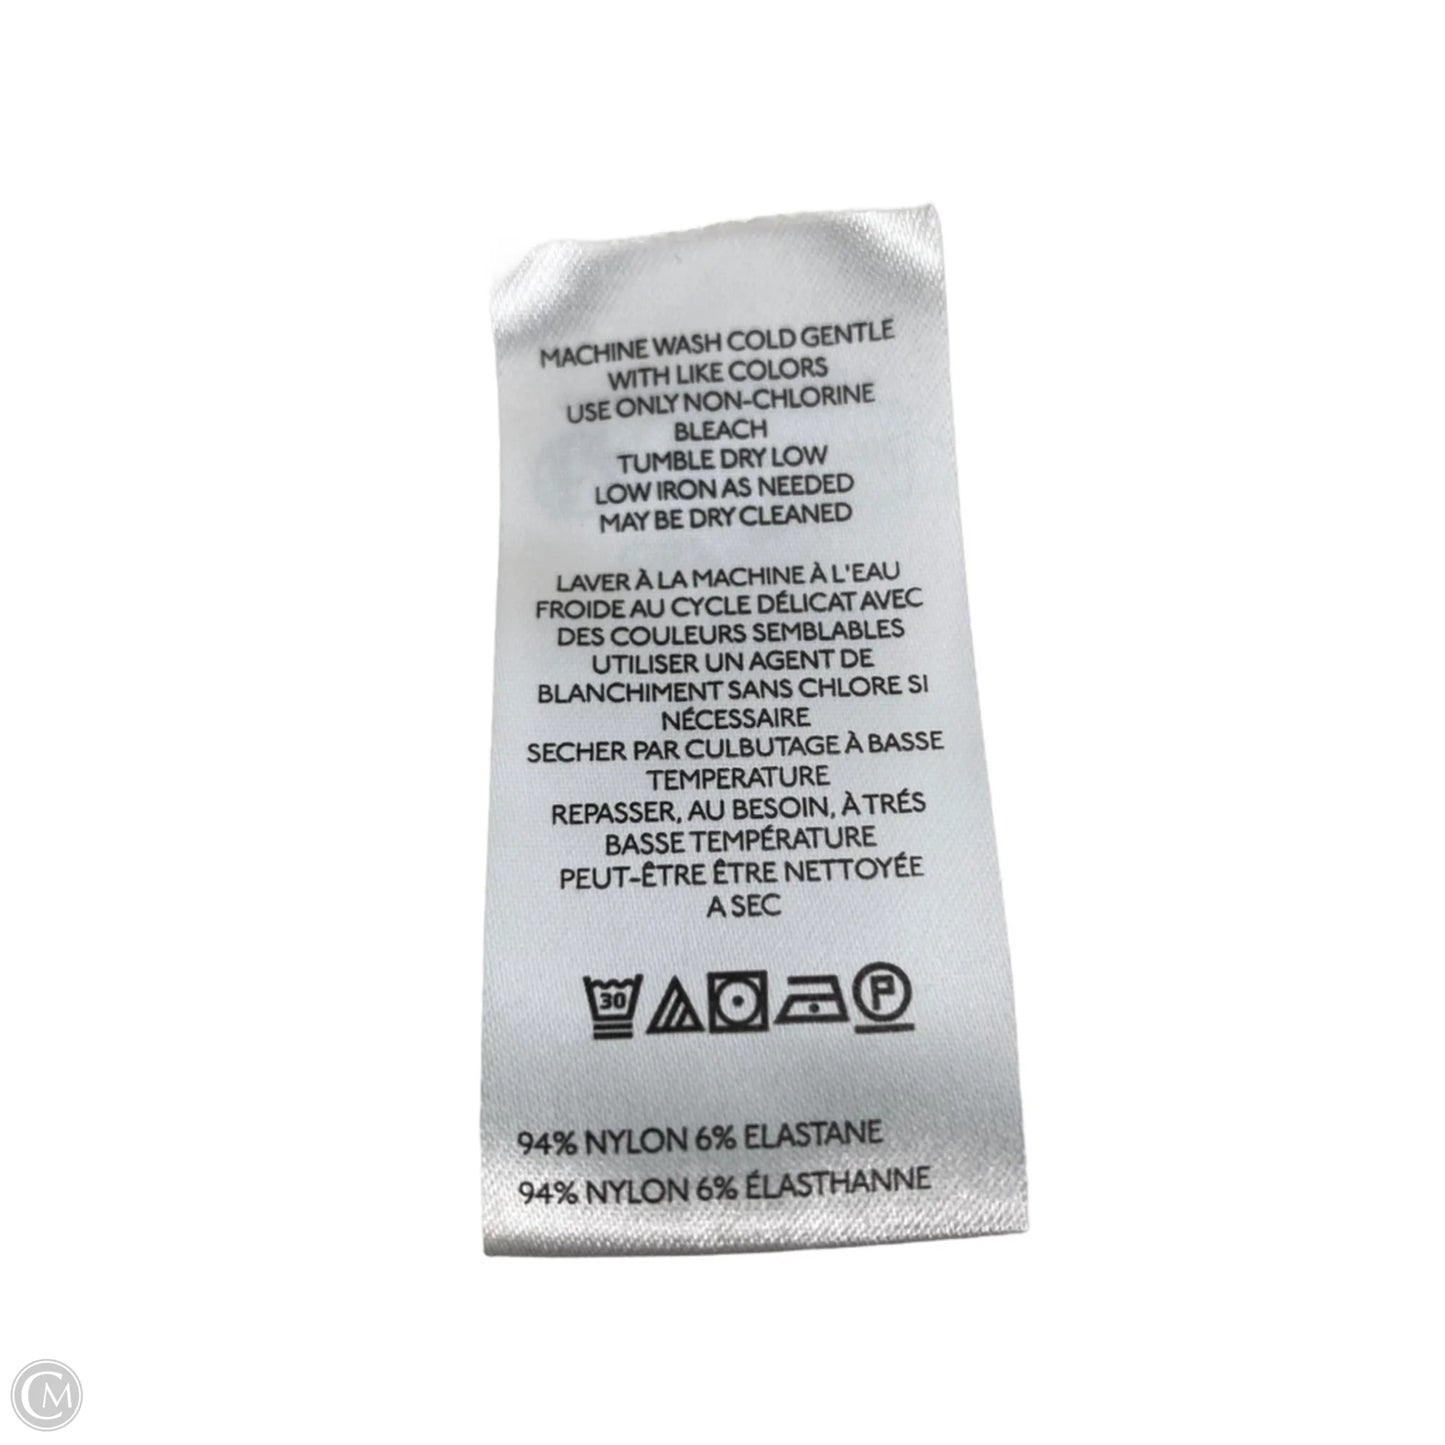 MACHINE WASH COLD GENTLE
WITH LIKE COLORS
USE ONLY NON-CHLORINE
BLEACH
TUMBLE DRY LOW
LOW IRON AS NEEDED
MAY BE DRY CLEANED
LAVER À LA MACHINE À L'EAU
FROIDE AU CYCLE DÉLICAT AVEC
DES COULEURS SEMBLABLES
UTILISER UN AGENT DE
BLANCHIMENT SANS CHLORE SI
NÉCESSAIRE
SECHER PAR CULBUTAGE À BASSE
TEMPERATURE
REPASSER, AU BESOIN, À TRÉS
BASSE TEMPÉRATURE
PEUT-ÊTRE ÊTRE NETTOYÉE
A SEC
30 P
94% NYLON 6% ELASTANE
94% NYLON 6% ÉLASTHANNE
CM